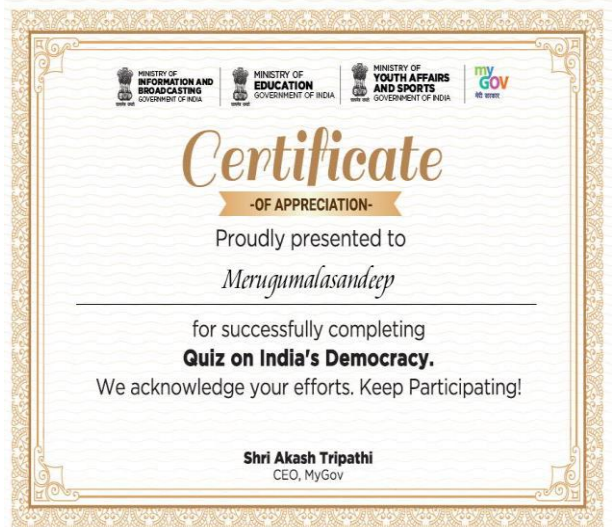 MINISTRY OF
INFORMATION AND
BROADCASTING
GOVERNMENT OF INDIA
MINISTRY OF
EDUCATION
GOVERNMENT OF INDIA
MINISTRY OF
YOUTH AFFAIRS
AND SPORTS
GOVERNMENT OF INDIA
my
GOV
मेरी सरकार
Certificate
-OF APPRECIATION-
Proudly presented to
Merugumalasandeep
for successfully completing
Quiz on India's Democracy.
We acknowledge your efforts. Keep Participating!
Shri Akash Tripathi
CEO, MyGov